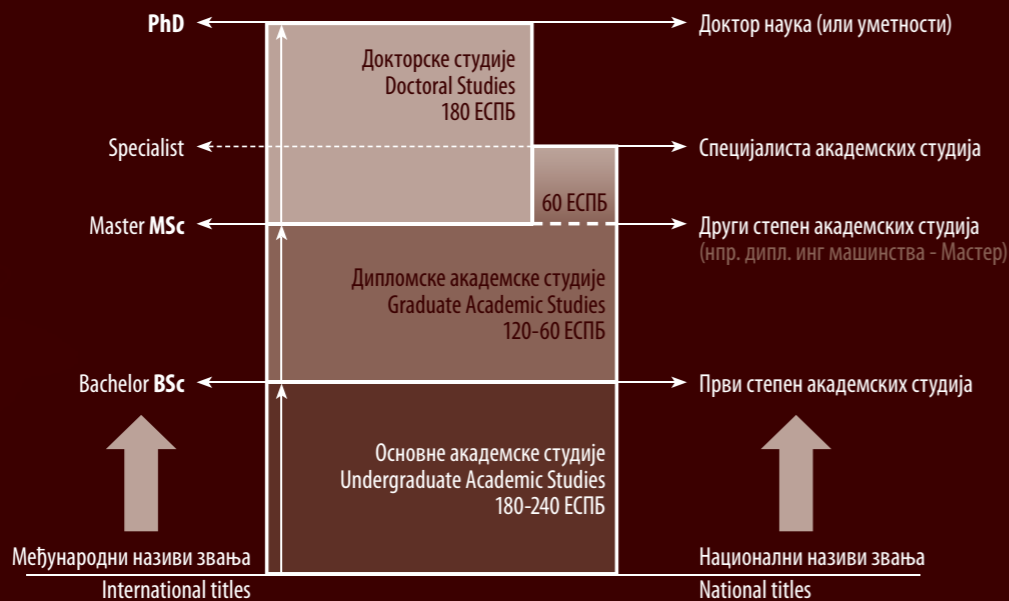 PhD
Доктор наука (или уметности)
Докторске студије
Doctoral Studies
180 ЕСПБ
Specialist
Специјалиста академских студија
60 ЕСПБ
Master MSc
Други степен академских студија
(нпр. дипл. инг машинства - Мастер)
Дипломске академске студије
Graduate Academic Studies
120-60 ЕСПБ
Bachelor BSc
Први степен академских студија
Основне академске студије
Undergraduate Academic Studies
180-240 ЕСПБ
Међународни називи звања
International titles
Национални називи звања
National titles